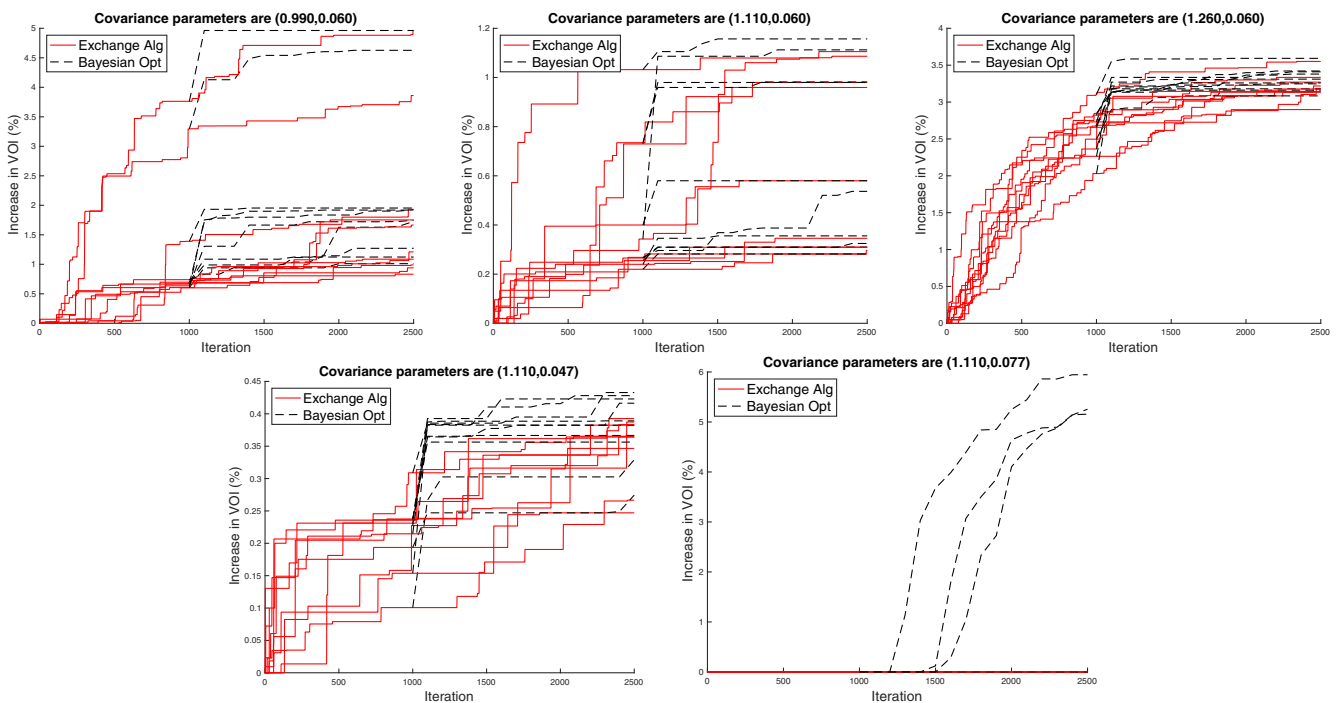 Covariance parameters are (0.990,0.060)
Exchange Alg
Bayesian Opt
Increase in VOI (%)
5
4.5
4
3.5
3
2.5
2
1.5
1
0.5
0
0 500 1000 1500 2000 2500
Iteration
Covariance parameters are (1.110,0.060)
Exchange Alg
Bayesian Opt
Increase in VOI (%)
1.2
1
0.8
0.6
0.4
0.2
0
0 500 1000 1500 2000 2500
Iteration
Covariance parameters are (1.260,0.060)
Exchange Alg
Bayesian Opt
Increase in VOI (%)
4
3.5
3
2.5
2
1.5
1
0.5
0
0 500 1000 1500 2000 2500
Iteration
Covariance parameters are (1.110,0.047)
Exchange Alg
Bayesian Opt
Increase in VOI (%)
0.45
0.4
0.35
0.3
0.25
0.2
0.15
0.1
0.05
0
0 500 1000 1500 2000 2500
Iteration
Covariance parameters are (1.110,0.077)
Exchange Alg
Bayesian Opt
Increase in VOI (%)
6
5
4
3
2
1
0
0 500 1000 1500 2000 2500
Iteration